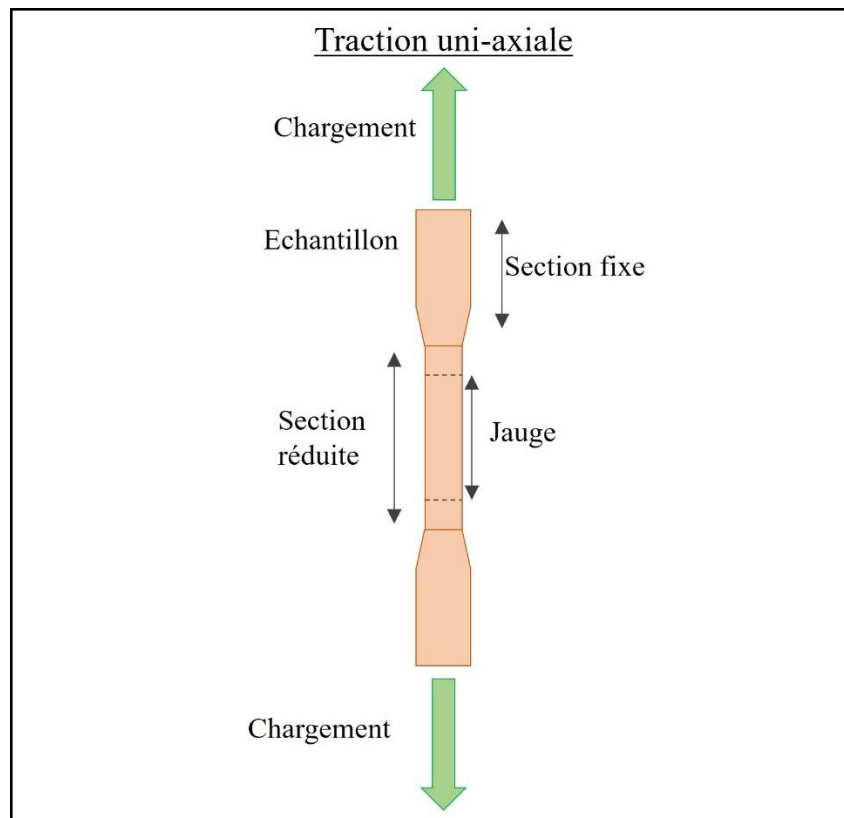 Traction uni-axiale
Chargement
Echantillon
Section fixe
Section
réduite
Jauge
Chargement